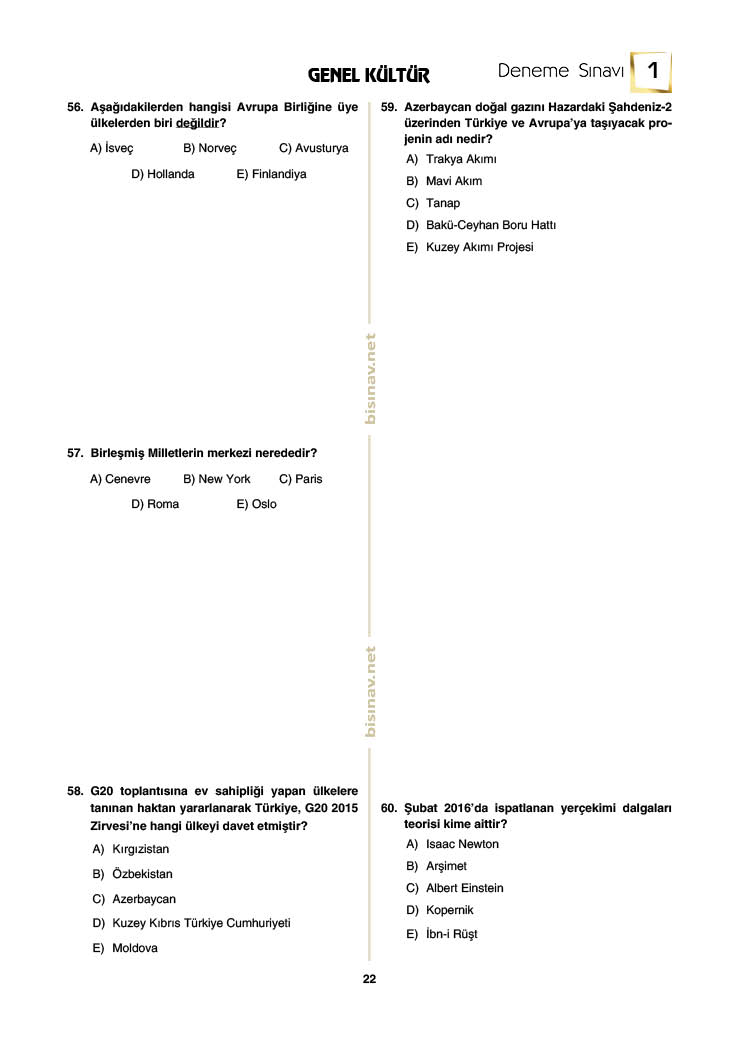 GENEL KÜLTÜR
Deneme Sınavı 1
56. Aşağıdakilerden hangisi Avrupa Birliğine üye
ülkelerden biri değildir?
A) İsveç B) Norveç C) Avusturya
D) Hollanda E) Finlandiya
57. Birleşmiş Milletlerin merkezi nerededir?
A) Cenevre B) New York C) Paris
D) Roma E) Oslo
58. G20 toplantısına ev sahipliği yapan ülkelere
tanınan haktan yararlanarak Türkiye, G20 2015
Zirvesi'ne hangi ülkeyi davet etmiştir?
A) Kırgızistan
B) Özbekistan
C) Azerbaycan
D) Kuzey Kıbrıs Türkiye Cumhuriyeti
E) Moldova
bisınav.net
bisınav.net
59. Azerbaycan doğal gazını Hazardaki Şahdeniz-2
üzerinden Türkiye ve Avrupa'ya taşıyacak pro-
jenin adı nedir?
A) Trakya Akımı
B) Mavi Akım
C) Tanap
D) Bakü-Ceyhan Boru Hattı
E) Kuzey Akımı Projesi
60. Şubat 2016'da ispatlanan yerçekimi dalgaları
teorisi kime aittir?
A) Isaac Newton
B) Arşimet
C) Albert Einstein
D) Kopernik
E) İbn-i Rüşt
22